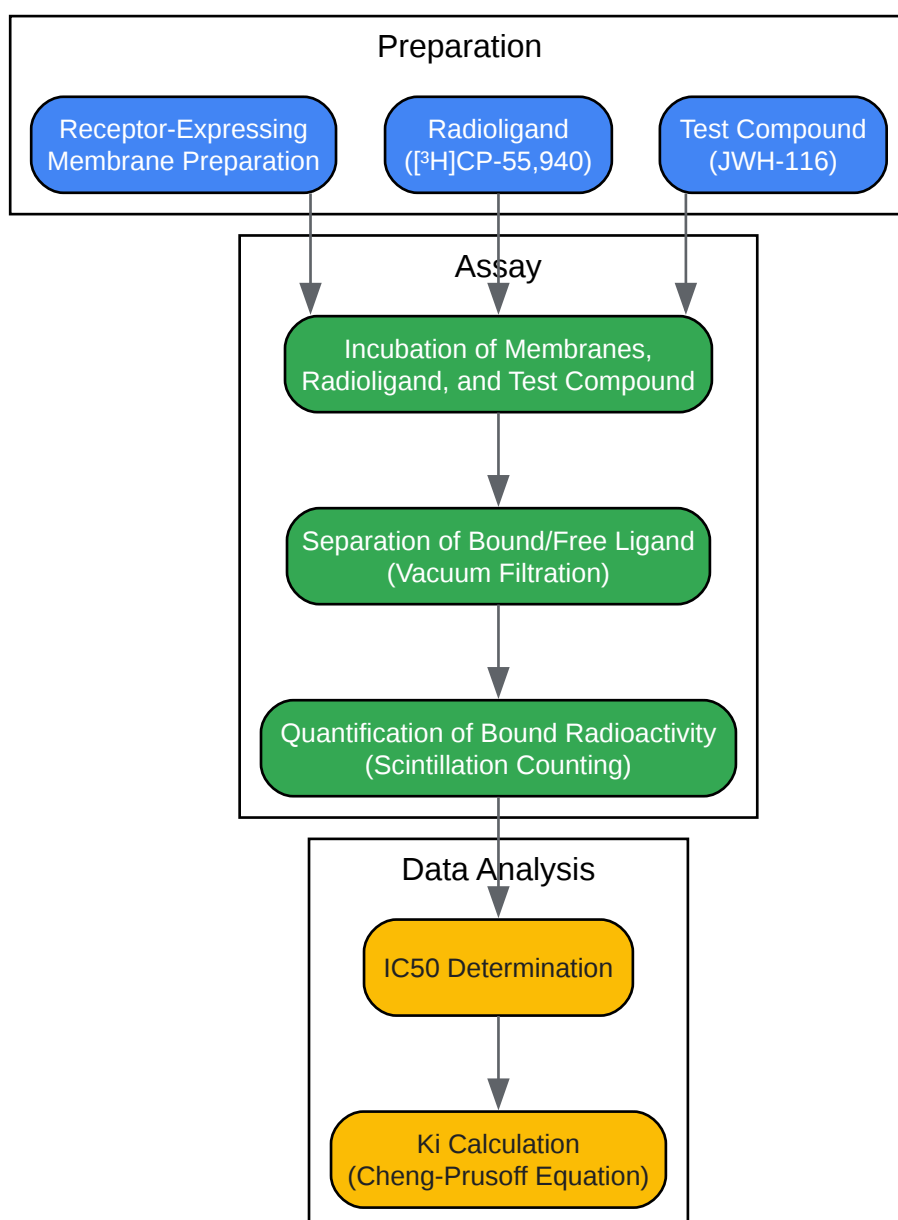 Preparation
Receptor-Expressing
Membrane Preparation
Radioligand
([³H]CP-55,940)
Test Compound
(JWH-116)
Assay
Incubation of Membranes,
Radioligand, and Test Compound
Separation of Bound/Free Ligand
(Vacuum Filtration)
Quantification of Bound Radioactivity
(Scintillation Counting)
Data Analysis
IC50 Determination
Ki Calculation
(Cheng-Prusoff Equation)